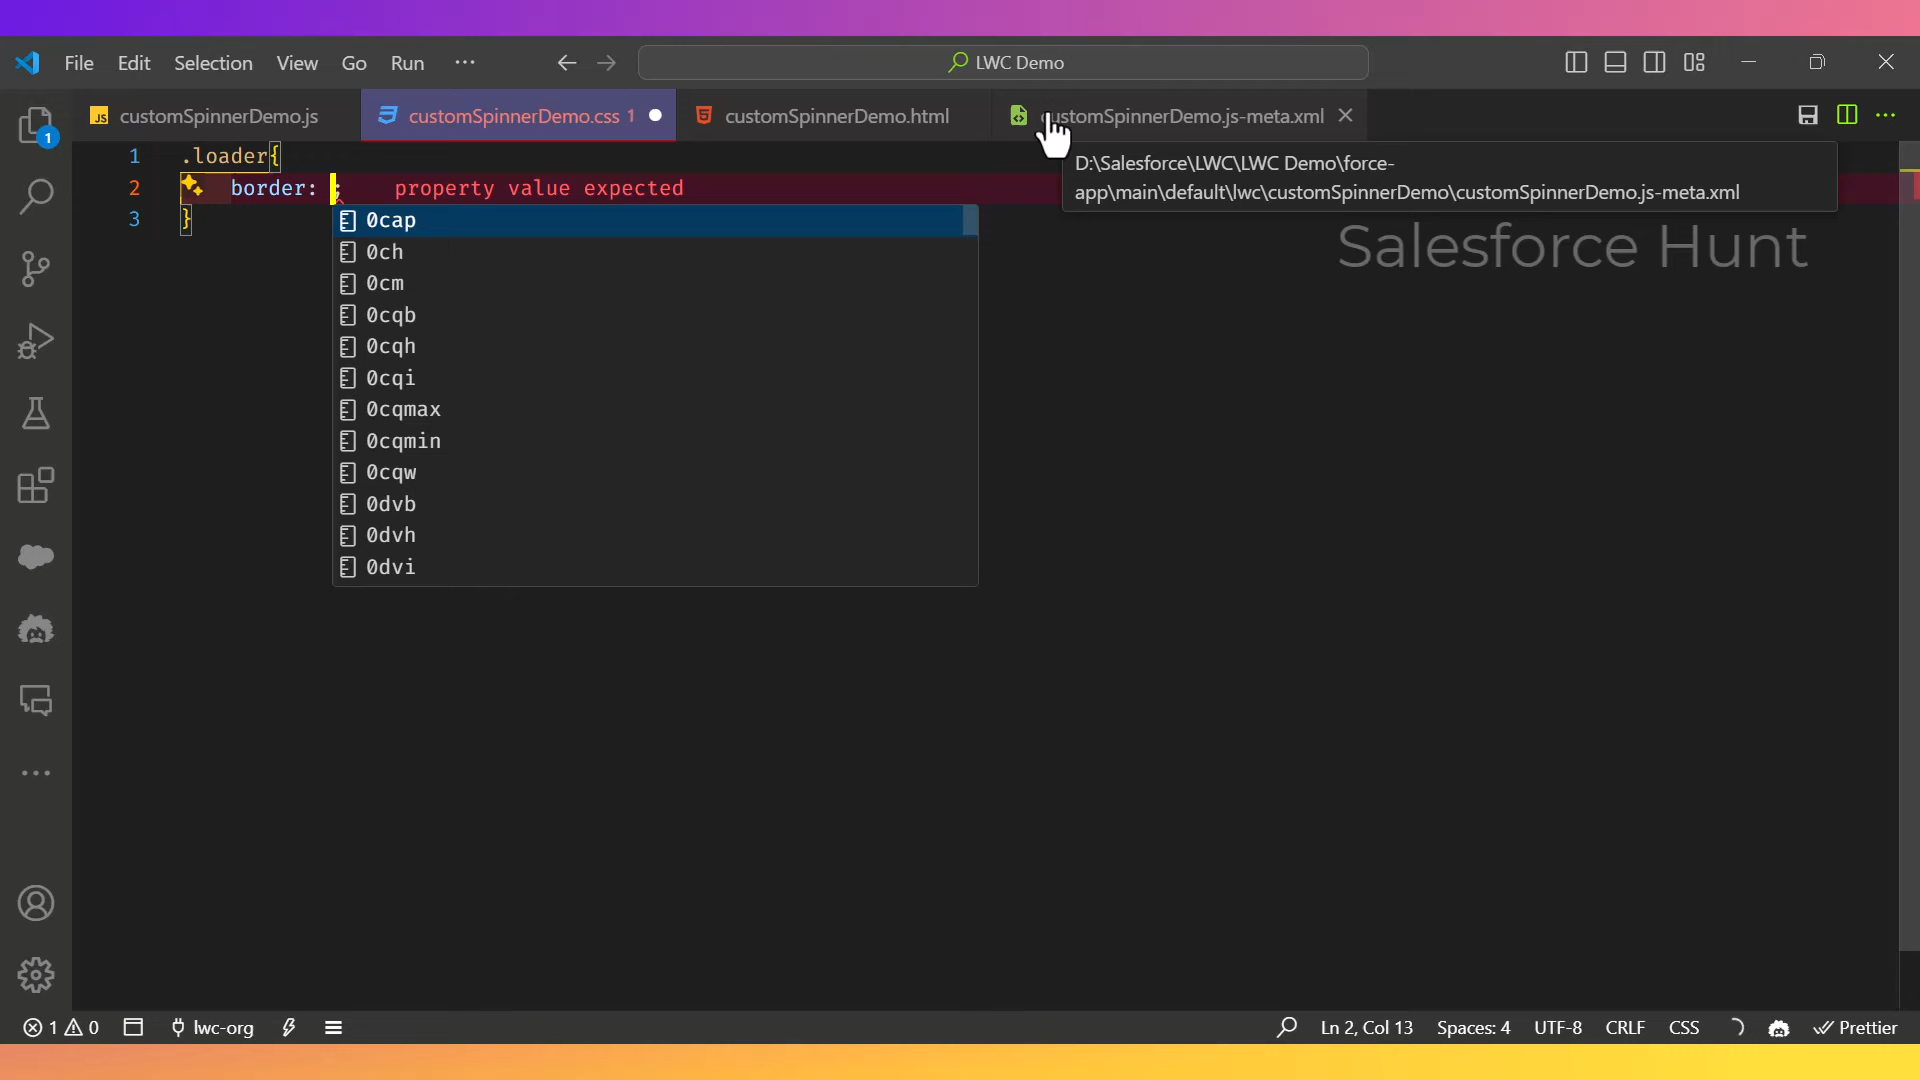 File Edit Selection View Go Run ··· LWC Demo
customSpinnerDemo.js customSpinnerDemo.css 1 customSpinnerDemo.html ustomSpinnerDemo.js-meta.xml
1 .loader{
2 border: ; property value expected
3 }
D:\Salesforce\LWC\LWC Demo\force-
app\main\default\lwc\customSpinnerDemo\customSpinnerDemo.js-meta.xml
Salesforce Hunt
0cap
0ch
0cm
0cqb
0cqh
0cqi
0cqmax
0cqmin
0cqw
0dvb
0dvh
0dvi
1
1 0 lwc-org Ln 2, Col 13 Spaces: 4 UTF-8 CRLF CSS Prettier